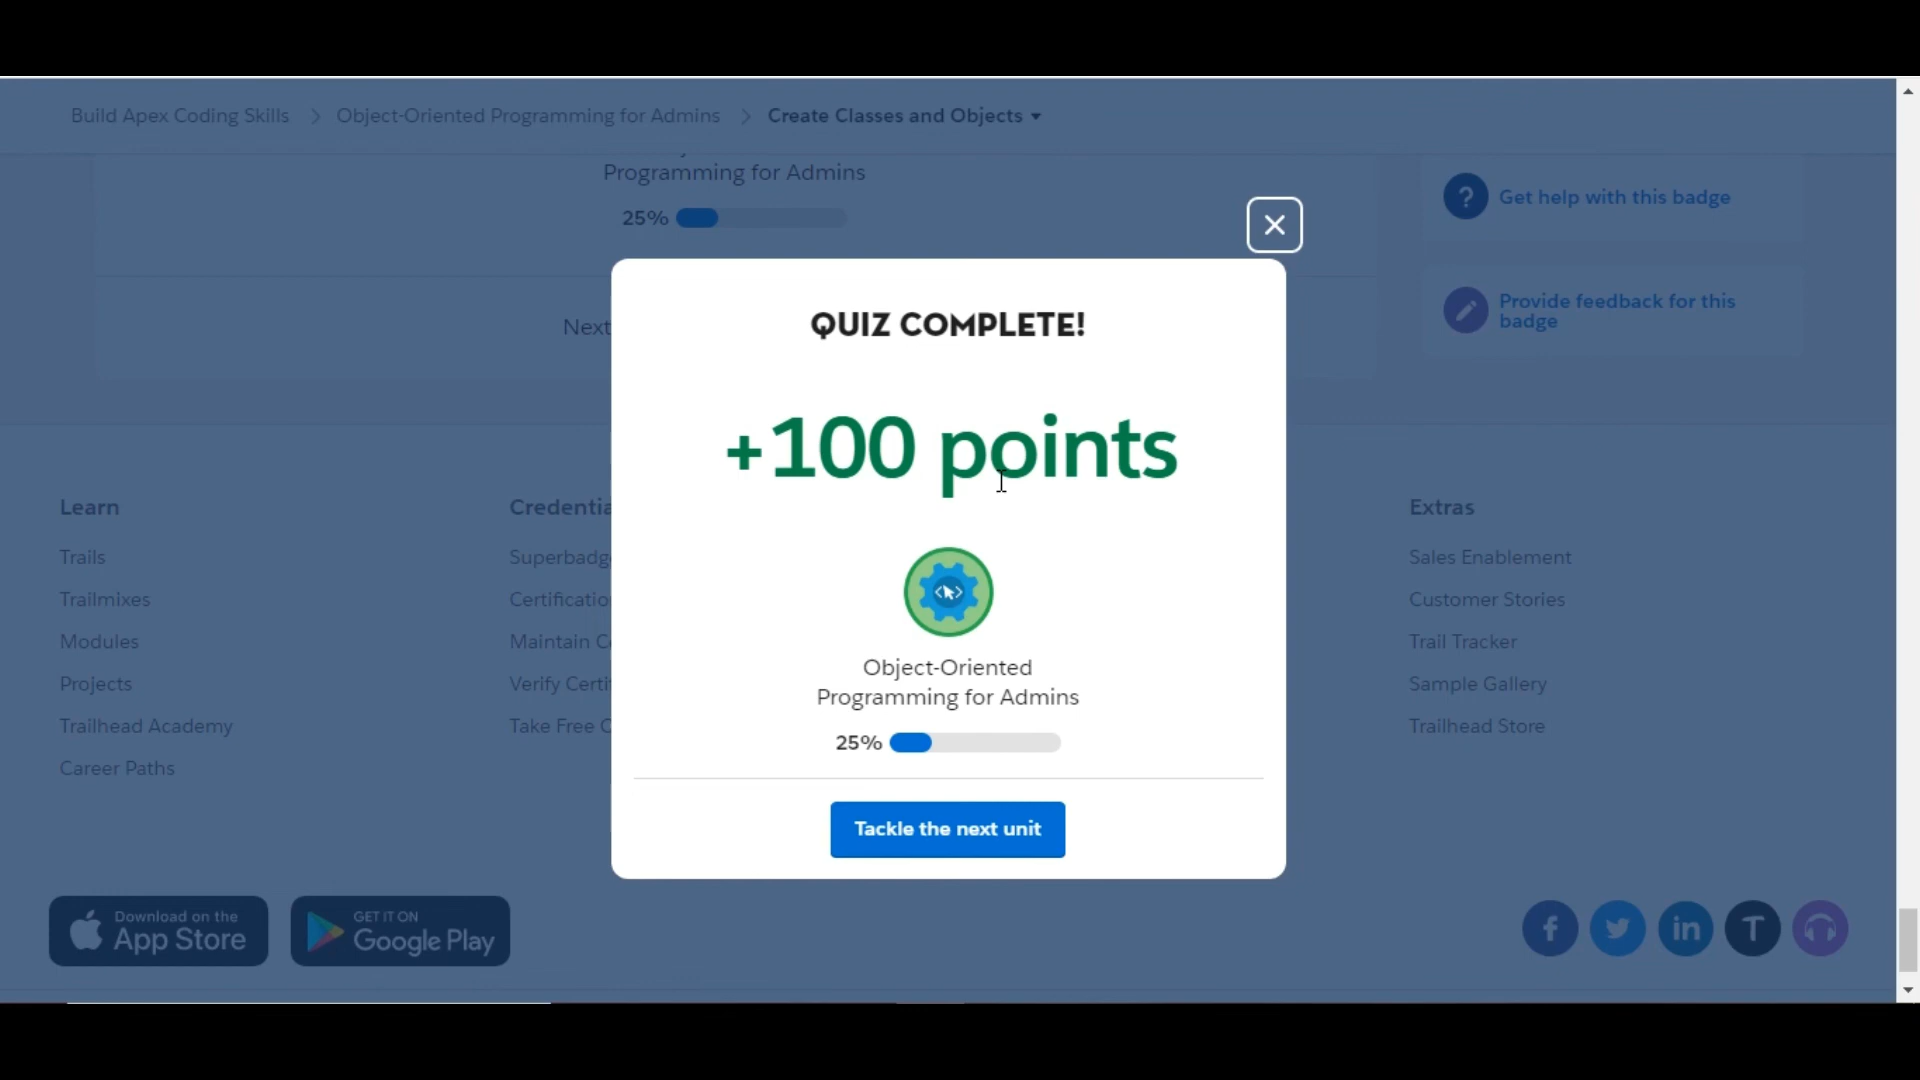 Build Apex Coding Skills > Object-Oriented Programming for Admins > Create Classes and Objects
Programming for Admins
25%
Next
Get help with this badge
Provide feedback for this
badge
QUIZ COMPLETE!
+100 points
Object-Oriented
Programming for Admins
25%
Tackle the next unit
Learn
Trails
Trailmixes
Modules
Projects
Trailhead Academy
Career Paths
Extras
Sales Enablement
Customer Stories
Trail Tracker
Sample Gallery
Trailhead Store
Superbadg
Verify Certi
Take Free C
Download on the
App Store
GET IT ON
Google Play